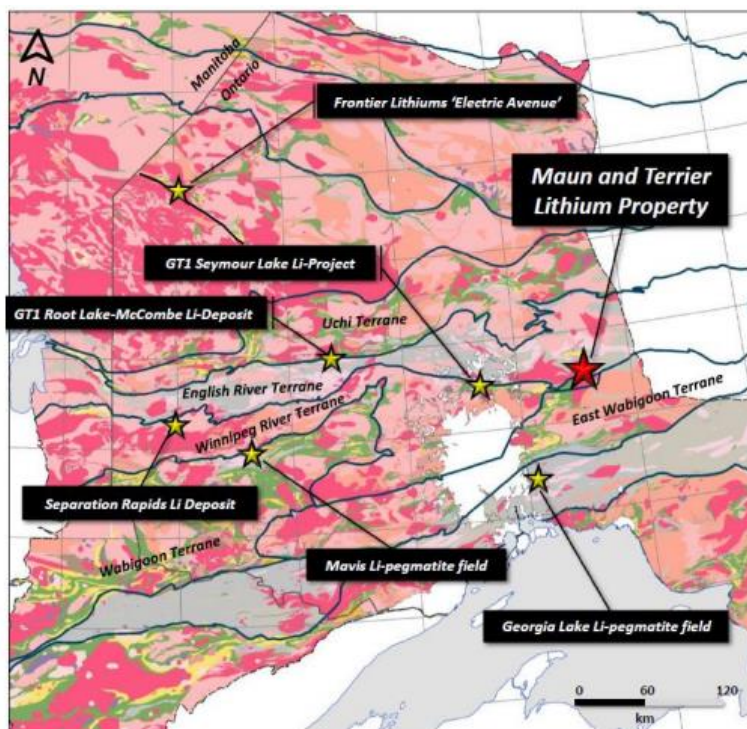 N
Manitoba
Ontario
Frontier Lithiums ‘Electric Avenue’
Maun and Terrier
Lithium Property
GT1 Seymour Lake Li-Project
GT1 Root Lake-McCombe Li-Deposit
Uchi Terrane
English River Terrane
Winnipeg River Terrane
East Wabigoon Terrane
Separation Rapids Li Deposit
Wabigoon Terrane
Mavis Li-pegmatite field
Georgia Lake Li-pegmatite field
0 60 120
km